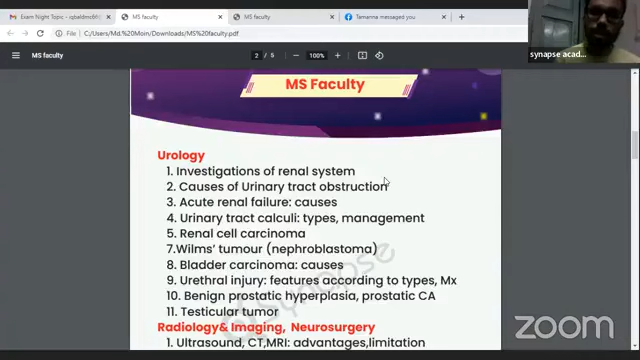 Exam Night Topic - iqbaldmc96
MS faculty
MS faculty
Tamanna messaged you
C:/Users/Md.%20Moin/Downloads/MS%20faculty.pdf
MS faculty
2 / 5
100%
synapse acad...
MS Faculty
Urology
1. Investigations of renal system
2. Causes of Urinary tract obstruction
3. Acute renal failure: causes
4. Urinary tract calculi: types, management
5. Renal cell carcinoma
7.Wilms' tumour (nephroblastoma)
8. Bladder carcinoma: causes
9. Urethral injury: features according to types, Mx
10. Benign prostatic hyperplasia, prostatic CA
11. Testicular tumor
Synapse
Radiology& Imaging, Neurosurgery
1. Ultrasound, CT,MRI: advantages,limitation
zoom